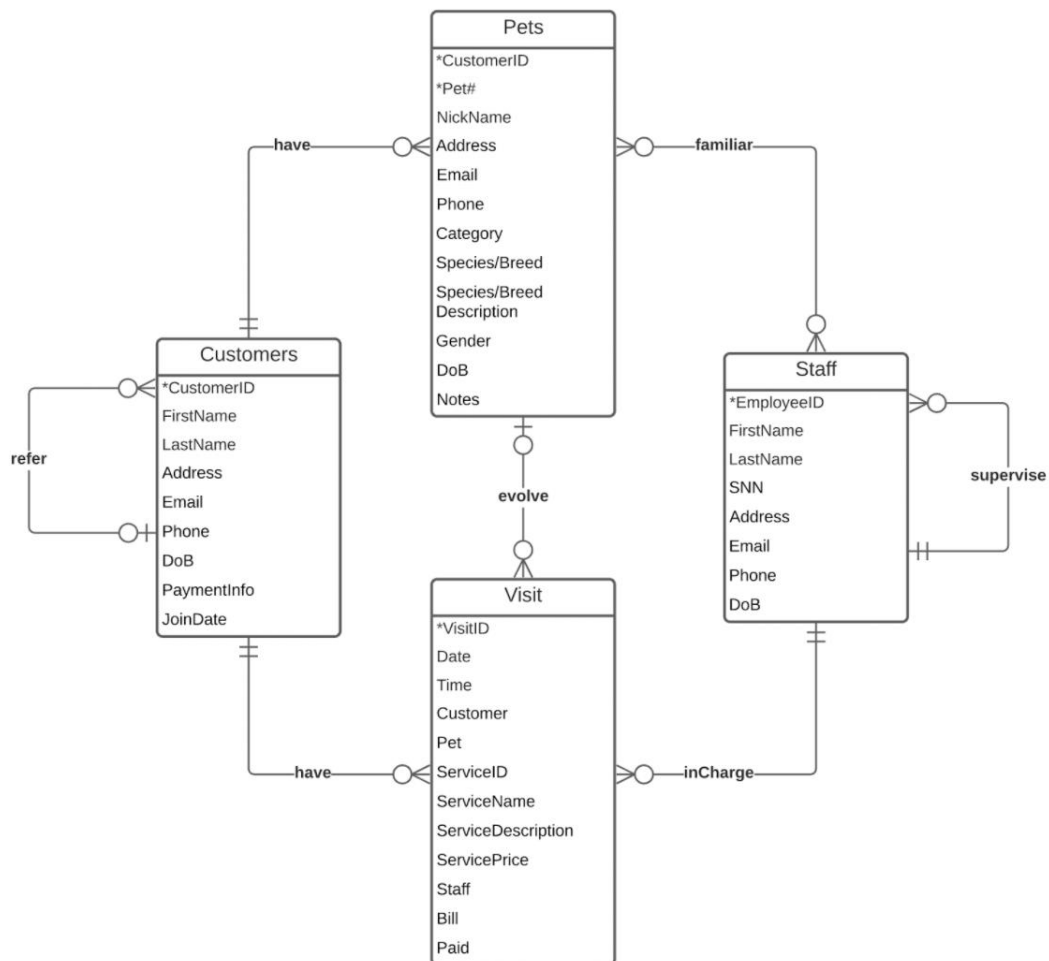 Pets
*CustomerID
*Pet#
NickName
Address
Email
Phone
Category
Species/Breed
Species/Breed
Description
Gender
DoB
Notes
have
familiar
Customers
*CustomerID
FirstName
LastName
Address
Email
Phone
DoB
PaymentInfo
JoinDate
refer
Staff
*EmployeeID
FirstName
LastName
SNN
Address
Email
Phone
DoB
supervise
evolve
Visit
*VisitID
Date
Time
Customer
Pet
ServiceID
ServiceName
ServiceDescription
ServicePrice
Staff
Bill
Paid
have
inCharge